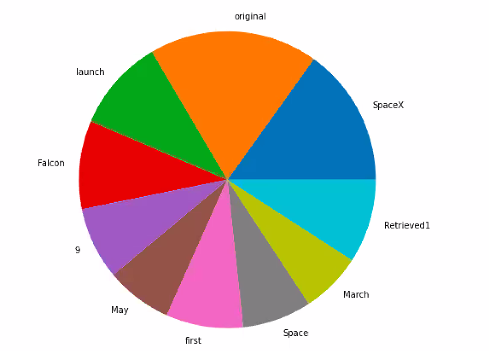 original
launch
SpaceX
Falcon
Retrieved1
9
March
May
Space
first